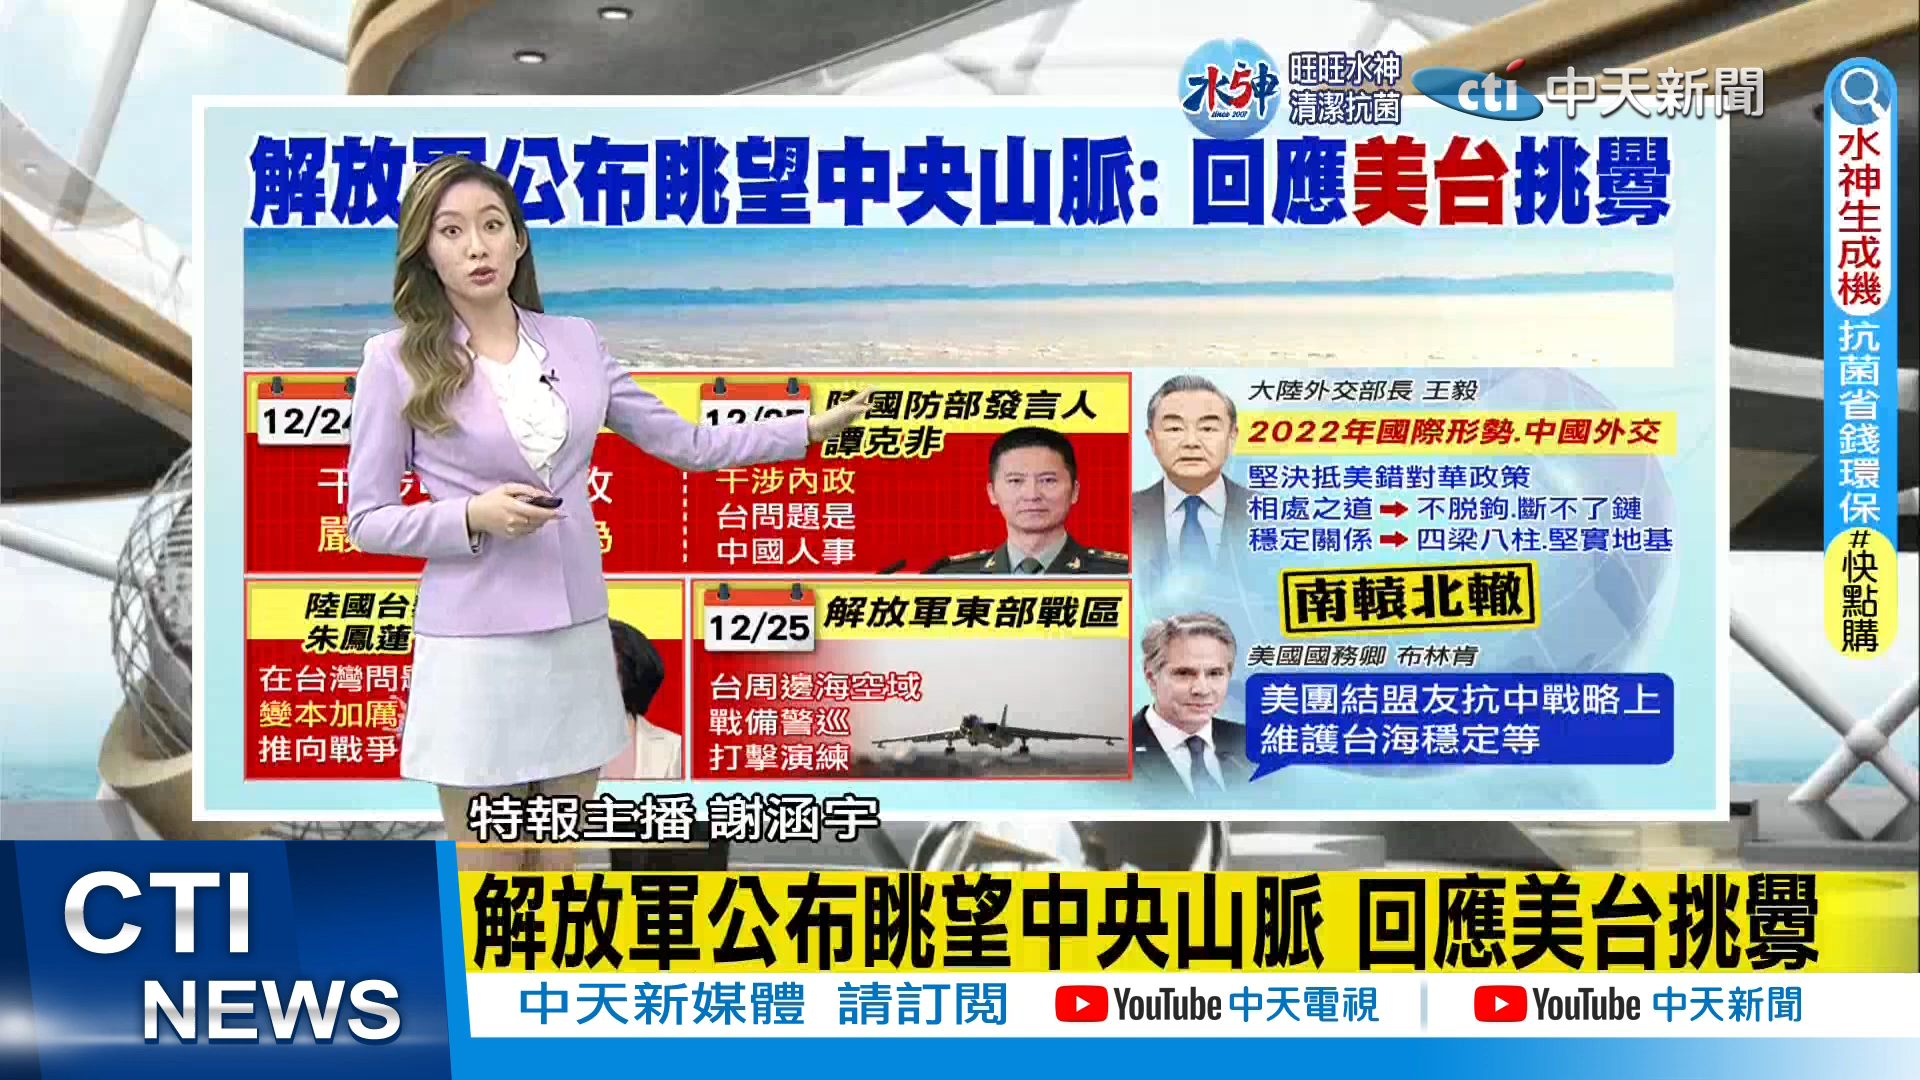 水神
since 2007
旺旺水神
清潔抗菌
cti 中天新聞
水神生成機
抗菌省錢環保
#快點購
解放軍公布眺望中央山脈: 回應美台挑釁
12/24
12/25
陸國防部發言人
譚克非
干涉內政
台問題是
中國人事
陸國台
朱鳳蓮
在台灣問
變本加厲
推向戰爭
12/25
解放軍東部戰區
台周邊海空域
戰備警巡
打擊演練
大陸外交部長 王毅
2022年國際形勢.中國外交
堅決抵美錯對華政策
相處之道➡不脫鉤.斷不了鏈
穩定關係➡四梁八柱.堅實地基
南轅北轍
美國國務卿 布林肯
美團結盟友抗中戰略上
維護台海穩定等
特報主播 謝涵宇
CTI
NEWS
解放軍公布眺望中央山脈 回應美台挑釁
中天新媒體 請訂閱 YouTube 中天電視 YouTube 中天新聞